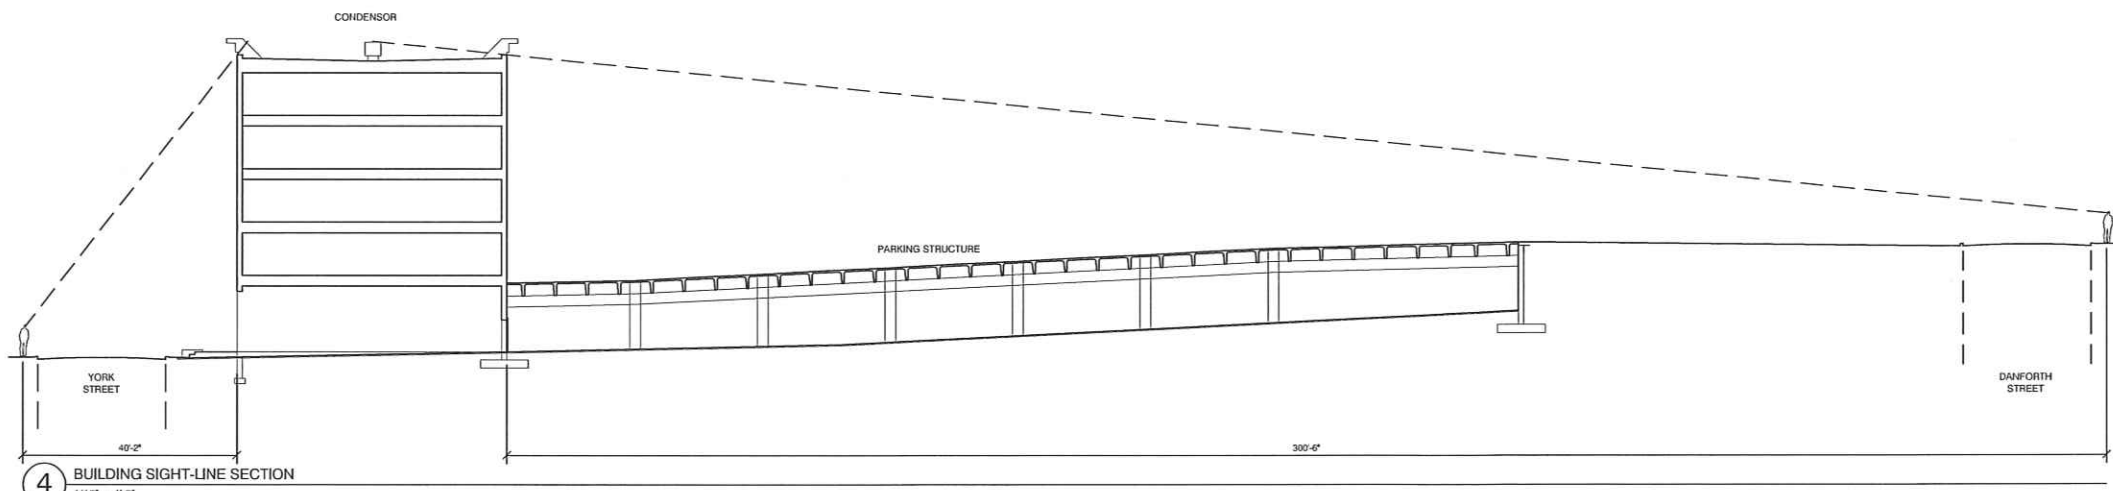 CONDENSOR
PARKING STRUCTURE
YORK
STREET
DANFORTH
STREET
40'-2"
300'-6"
4
BUILDING SIGHT-LINE SECTION